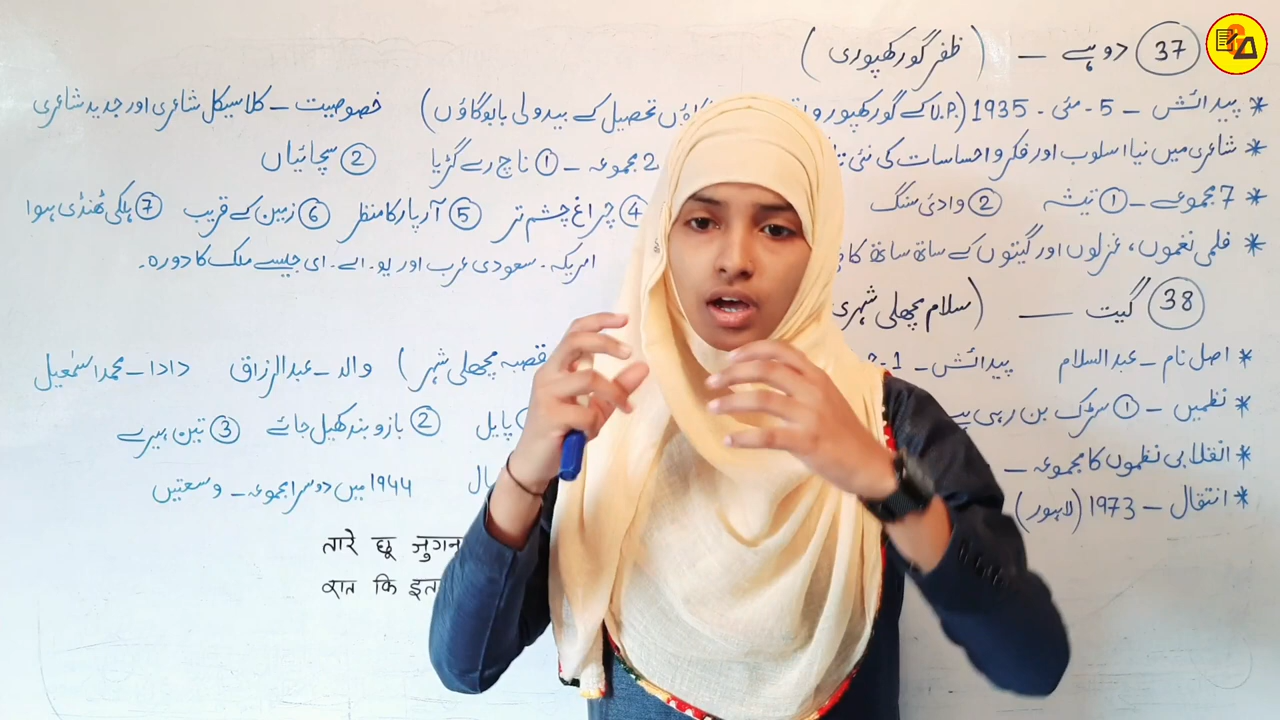 37 دوہے — (ظفر گورکھپوری)
* پیدائش — 5 - مئی - 1935 (U.P. کے گورکھپور تحصیل کے بیدولی بابو گاؤں) خصوصیت — کلاسیکل شاعری اور جدید شاعری
* شاعری میں نیا اسلوب اور فکر و احساسات کی نئی 2 مجموعہ — ① ناچ رے گڑیا ② سچائیاں
* 7 مجموعے — ① تیشہ ② وادئ سنگ ④ چراغ چشم تر ⑤ آر پار کا منظر ⑥ زمین کے قریب ⑦ ہلکی ٹھنڈی ہوا
* فلمی نغموں، غزلوں اور گیتوں کے ساتھ ساتھ امریکہ - سعودی عرب اور یو - اے - ای جیسے ملک کا دورہ -
38 گیت — (سلام مچھلی شہری
* اصل نام — عبد السلام پیدائش — 1 قصبہ مچھلی شہر) والد — عبد الرزاق دادا — محمد اسمٰعیل
* نظمیں — ① سڑک بن رہی پایل ② بازو بند کھل جائے ③ تین ہیرے
* انقلابی نظموں کا مجموعہ — 1944 میں دوسرا مجموعہ — وسعتیں
* انتقال — 1973 (لاہور)
तारे छू
रात कि